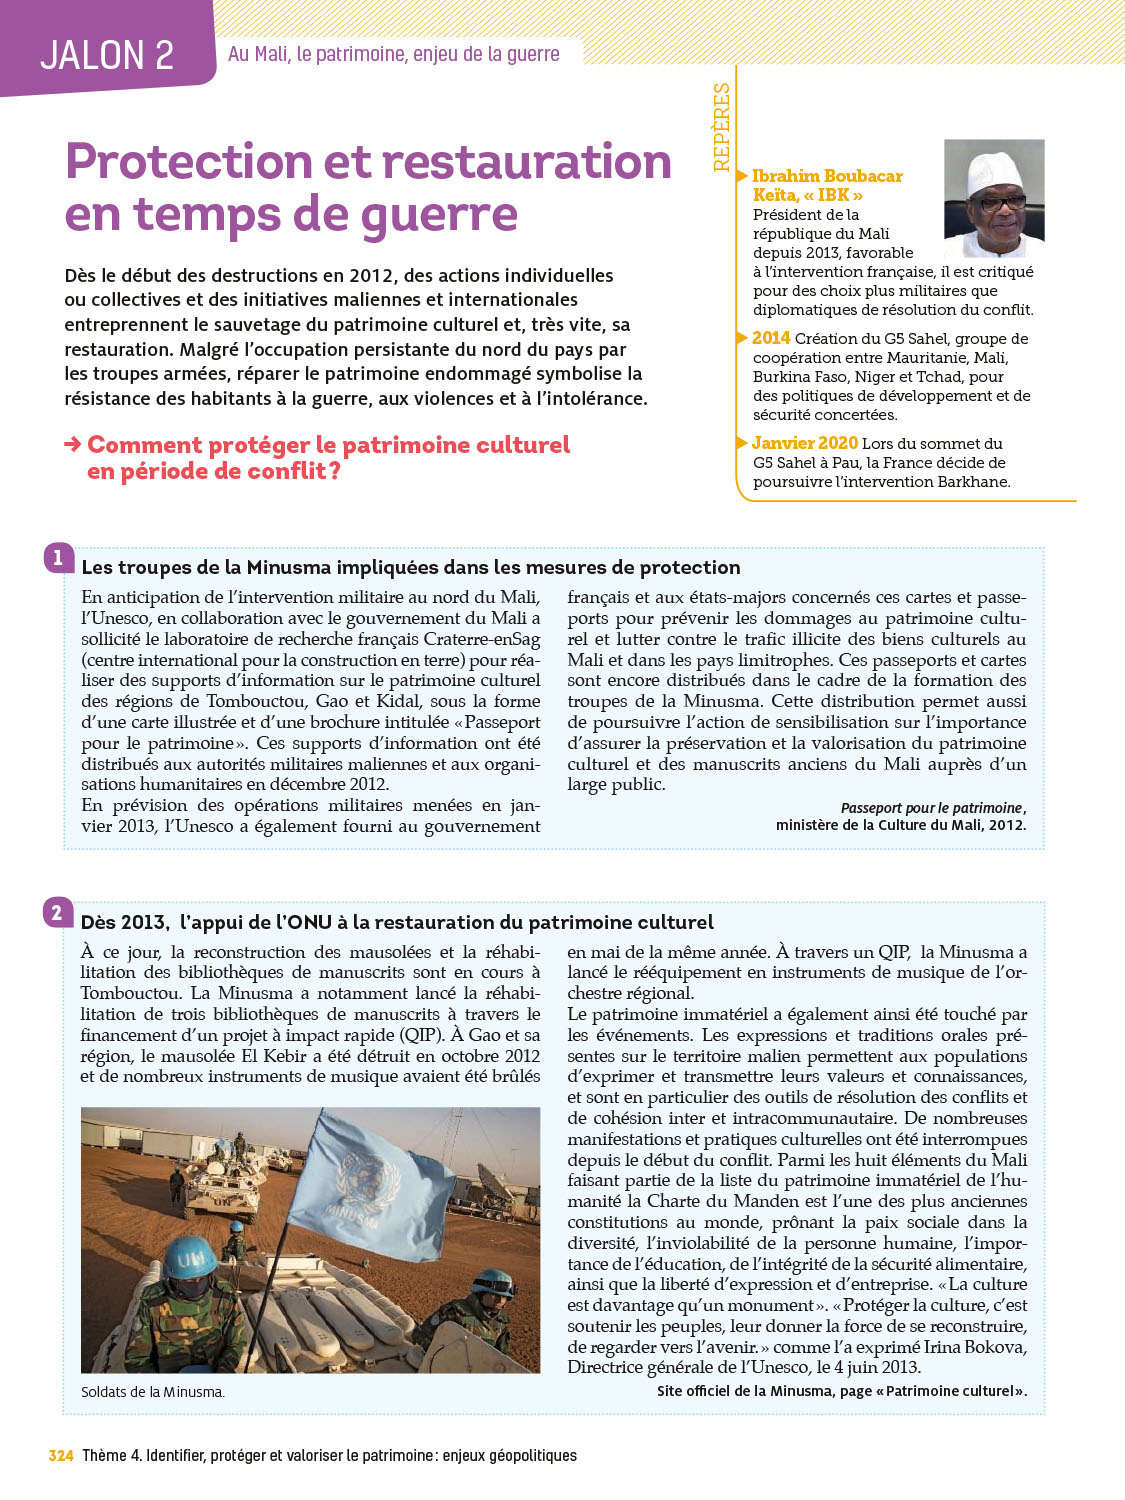 JALON 2
Au Mali, le patrimoine, enjeu de la guerre
Protection et restauration
en temps de guerre
Dès le début des destructions en 2012, des actions individuelles
ou collectives et des initiatives maliennes et internationales
entreprennent le sauvetage du patrimoine culturel et, très vite, sa
restauration. Malgré l’occupation persistante du nord du pays par
les troupes armées, réparer le patrimoine endommagé symbolise la
résistance des habitants à la guerre, aux violences et à l’intolérance.
→ Comment protéger le patrimoine culturel
en période de conflit ?
REPÈRES
Ibrahim Boubacar
Keïta, « IBK »
Président de la
république du Mali
depuis 2013, favorable
à l’intervention française, il est critiqué
pour des choix plus militaires que
diplomatiques de résolution du conflit.
2014 Création du G5 Sahel, groupe de
coopération entre Mauritanie, Mali,
Burkina Faso, Niger et Tchad, pour
des politiques de développement et de
sécurité concertées.
Janvier 2020 Lors du sommet du
G5 Sahel à Pau, la France décide de
poursuivre l’intervention Barkhane.
1
Les troupes de la Minusma impliquées dans les mesures de protection
En anticipation de l’intervention militaire au nord du Mali,
l’Unesco, en collaboration avec le gouvernement du Mali a
sollicité le laboratoire de recherche français Craterre-enSag
(centre international pour la construction en terre) pour réa-
liser des supports d’information sur le patrimoine culturel
des régions de Tombouctou, Gao et Kidal, sous la forme
d’une carte illustrée et d’une brochure intitulée « Passeport
pour le patrimoine ». Ces supports d’information ont été
distribués aux autorités militaires maliennes et aux organi-
sations humanitaires en décembre 2012.
En prévision des opérations militaires menées en jan-
vier 2013, l’Unesco a également fourni au gouvernement
français et aux états-majors concernés ces cartes et passe-
ports pour prévenir les dommages au patrimoine cultu-
rel et lutter contre le trafic illicite des biens culturels au
Mali et dans les pays limitrophes. Ces passeports et cartes
sont encore distribués dans le cadre de la formation des
troupes de la Minusma. Cette distribution permet aussi
de poursuivre l’action de sensibilisation sur l’importance
d’assurer la préservation et la valorisation du patrimoine
culturel et des manuscrits anciens du Mali auprès d’un
large public.
Passeport pour le patrimoine,
ministère de la Culture du Mali, 2012.
2
Dès 2013, l’appui de l’ONU à la restauration du patrimoine culturel
À ce jour, la reconstruction des mausolées et la réhabi-
litation des bibliothèques de manuscrits sont en cours à
Tombouctou. La Minusma a notamment lancé la réhabi-
litation de trois bibliothèques de manuscrits à travers le
financement d’un projet à impact rapide (QIP). À Gao et sa
région, le mausolée El Kebir a été détruit en octobre 2012
et de nombreux instruments de musique avaient été brûlés
UN
MINUSMA
UN
Soldats de la Minusma.
en mai de la même année. À travers un QIP, la Minusma a
lancé le rééquipement en instruments de musique de l’or-
chestre régional.
Le patrimoine immatériel a également ainsi été touché par
les événements. Les expressions et traditions orales pré-
sentes sur le territoire malien permettent aux populations
d’exprimer et transmettre leurs valeurs et connaissances,
et sont en particulier des outils de résolution des conflits et
de cohésion inter et intracommunautaire. De nombreuses
manifestations et pratiques culturelles ont été interrompues
depuis le début du conflit. Parmi les huit éléments du Mali
faisant partie de la liste du patrimoine immatériel de l’hu-
manité la Charte du Manden est l’une des plus anciennes
constitutions au monde, prônant la paix sociale dans la
diversité, l’inviolabilité de la personne humaine, l’impor-
tance de l’éducation, de l’intégrité de la sécurité alimentaire,
ainsi que la liberté d’expression et d’entreprise. « La culture
est davantage qu’un monument ». « Protéger la culture, c’est
soutenir les peuples, leur donner la force de se reconstruire,
de regarder vers l’avenir. » comme l’a exprimé Irina Bokova,
Directrice générale de l’Unesco, le 4 juin 2013.
Site officiel de la Minusma, page « Patrimoine culturel ».
324 Thème 4. Identifier, protéger et valoriser le patrimoine : enjeux géopolitiques